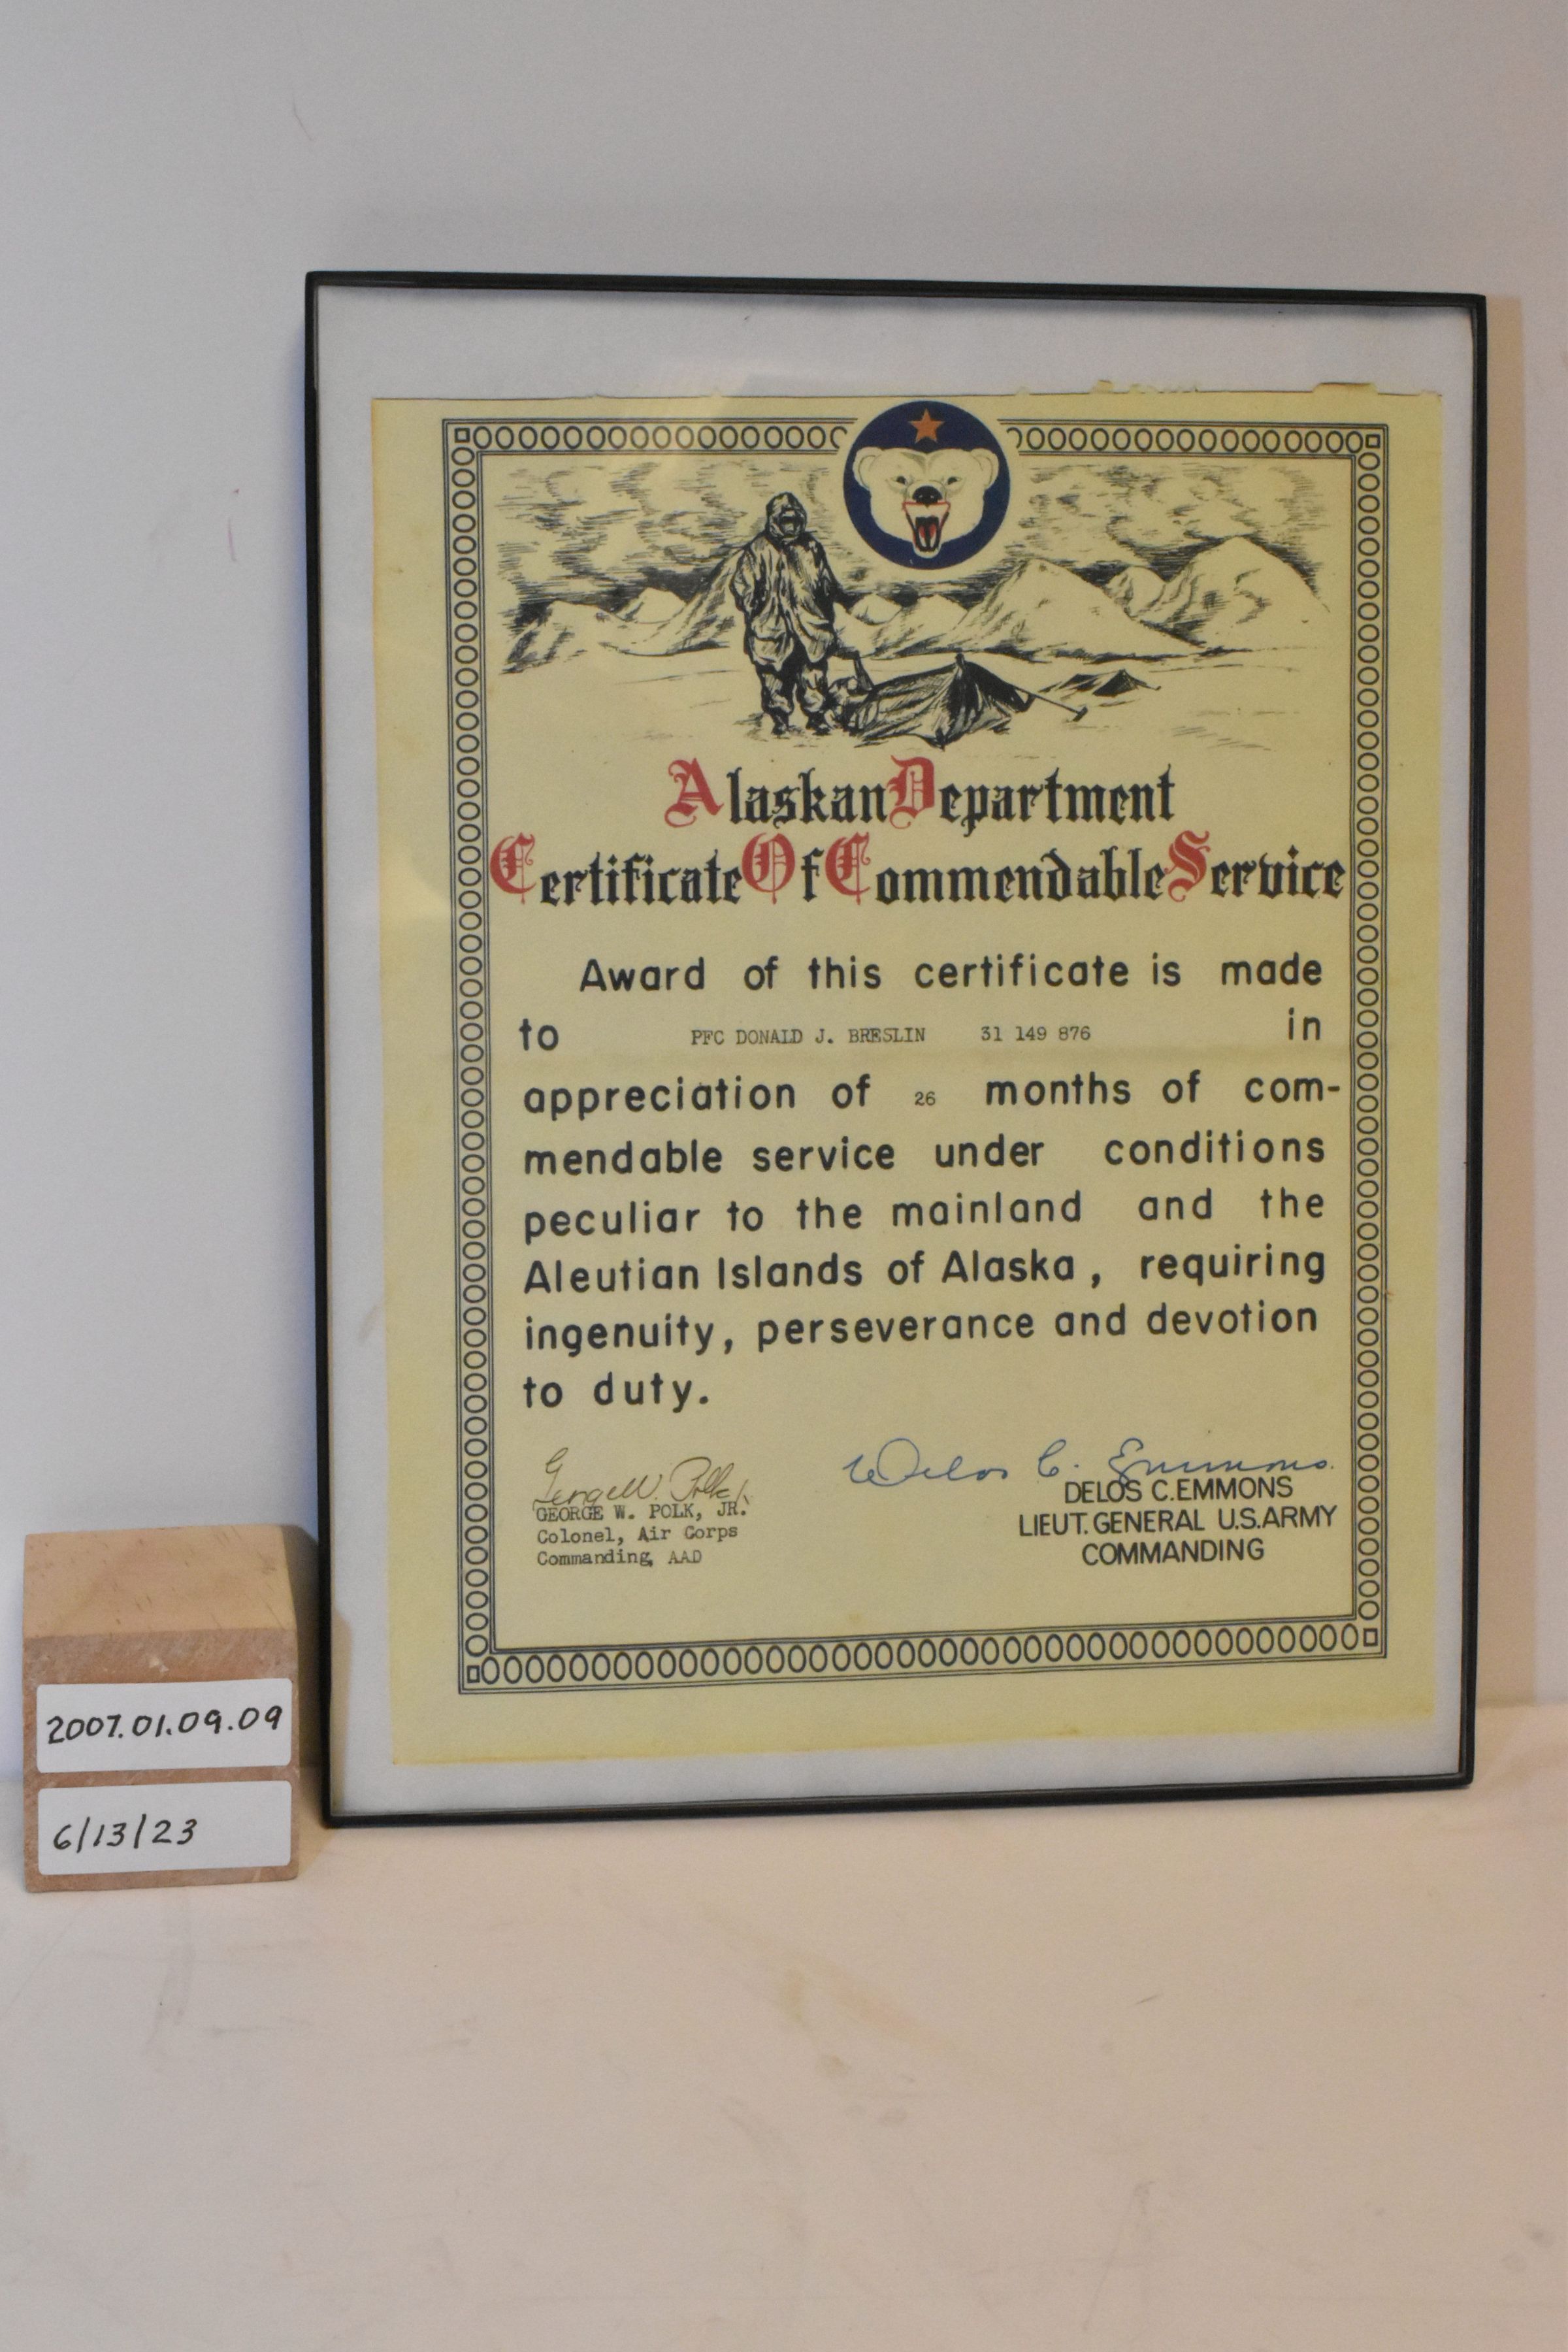 Alaskan Department
Certificate Of Commendable Service
Award of this certificate is made
to PFC DONALD J. BRESLIN 31 149 876 in
appreciation of 26 months of com-
mendable service under conditions
peculiar to the mainland and the
Aleutian Islands of Alaska, requiring
ingenuity, perseverance and devotion
to duty.
George W. Polk Jr.
GEORGE W. POLK, JR.
Colonel, Air Corps
Commanding, AAD
Delos C. Emmons
DELOS C. EMMONS
LIEUT. GENERAL U.S. ARMY
COMMANDING
2007.01.09.09
6/13/23